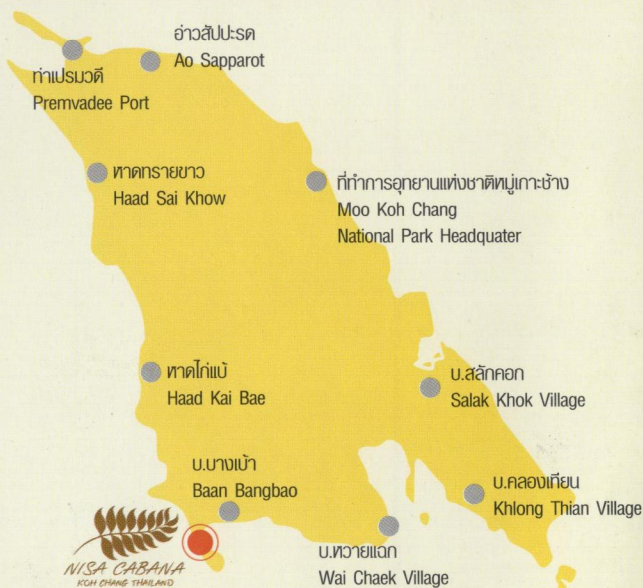 อ่าวสัปปะรด
Ao Sapparot
ท่าเปรมวดี
Premvadee Port
หาดทรายขาว
Haad Sai Khow
ที่ทำการอุทยานแห่งชาติหมู่เกาะช้าง
Moo Koh Chang
National Park Headquater
หาดไก่แบ้
Haad Kai Bae
บ.สลักคอก
Salak Khok Village
บ.บางเบ้า
Baan Bangbao
บ.คลองเทียน
Khlong Thian Village
NISA CABANA
KOH CHANG THAILAND
บ.หวายแฉก
Wai Chaek Village